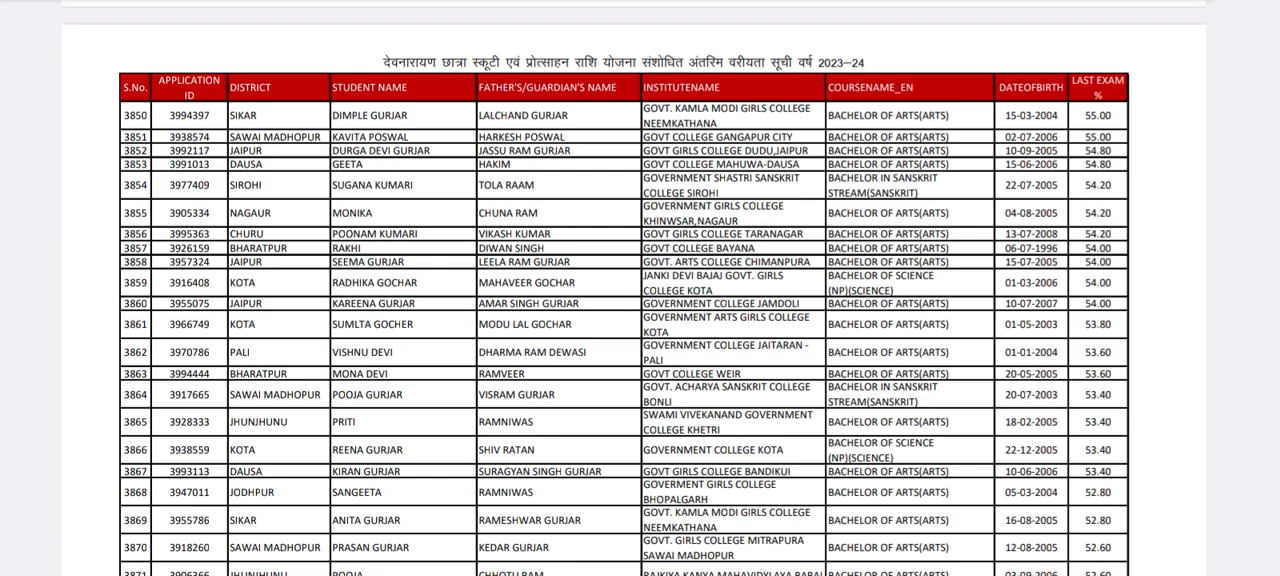 देवनारायण छात्रा स्कूटी एवं प्रोत्साहन राशि योजना संशोधित अंतरिम वरीयता सूची वर्ष 2023–24
S.No. APPLICATION ID DISTRICT STUDENT NAME FATHER'S/GUARDIAN'S NAME INSTITUTENAME COURSENAME_EN DATEOFBIRTH LAST EXAM %
3850 3994397 SIKAR DIMPLE GURJAR LALCHAND GURJAR GOVT. KAMLA MODI GIRLS COLLEGE NEEMKATHANA BACHELOR OF ARTS(ARTS) 15-03-2004 55.00
3851 3938574 SAWAI MADHOPUR KAVITA POSWAL HARKESH POSWAL GOVT COLLEGE GANGAPUR CITY BACHELOR OF ARTS(ARTS) 02-07-2006 55.00
3852 3992117 JAIPUR DURGA DEVI GURJAR JASSU RAM GURJAR GOVT GIRLS COLLEGE DUDU,JAIPUR BACHELOR OF ARTS(ARTS) 10-09-2005 54.80
3853 3991013 DAUSA GEETA HAKIM GOVT COLLEGE MAHUWA-DAUSA BACHELOR OF ARTS(ARTS) 15-06-2006 54.80
3854 3977409 SIROHI SUGANA KUMARI TOLA RAAM GOVERNMENT SHASTRI SANSKRIT COLLEGE SIROHI BACHELOR IN SANSKRIT STREAM(SANSKRIT) 22-07-2005 54.20
3855 3905334 NAGAUR MONIKA CHUNA RAM GOVERNMENT GIRLS COLLEGE KHINWSAR,NAGAUR BACHELOR OF ARTS(ARTS) 04-08-2005 54.20
3856 3995363 CHURU POONAM KUMARI VIKASH KUMAR GOVT GIRLS COLLEGE TARANAGAR BACHELOR OF ARTS(ARTS) 13-07-2008 54.20
3857 3926159 BHARATPUR RAKHI DIWAN SINGH GOVT COLLEGE BAYANA BACHELOR OF ARTS(ARTS) 06-07-1996 54.00
3858 3957324 JAIPUR SEEMA GURJAR LEELA RAM GURJAR GOVT. ARTS COLLEGE CHIMANPURA BACHELOR OF ARTS(ARTS) 15-07-2005 54.00
3859 3916408 KOTA RADHIKA GOCHAR MAHAVEER GOCHAR JANKI DEVI BAJAJ GOVT. GIRLS COLLEGE KOTA BACHELOR OF SCIENCE (NP)(SCIENCE) 01-03-2006 54.00
3860 3955075 JAIPUR KAREENA GURJAR AMAR SINGH GURJAR GOVERNMENT COLLEGE JAMDOLI BACHELOR OF ARTS(ARTS) 10-07-2007 54.00
3861 3966749 KOTA SUMLTA GOCHER MODU LAL GOCHAR GOVERNMENT ARTS GIRLS COLLEGE KOTA BACHELOR OF ARTS(ARTS) 01-05-2003 53.80
3862 3970786 PALI VISHNU DEVI DHARMA RAM DEWASI GOVERNMENT COLLEGE JAITARAN - PALI BACHELOR OF ARTS(ARTS) 01-01-2004 53.60
3863 3994444 BHARATPUR MONA DEVI RAMVEER GOVT COLLEGE WEIR BACHELOR OF ARTS(ARTS) 20-05-2005 53.60
3864 3917665 SAWAI MADHOPUR POOJA GURJAR VISRAM GURJAR GOVT. ACHARYA SANSKRIT COLLEGE BONLI BACHELOR IN SANSKRIT STREAM(SANSKRIT) 20-07-2003 53.40
3865 3928333 JHUNJHUNU PRITI RAMNIWAS SWAMI VIVEKANAND GOVERNMENT COLLEGE KHETRI BACHELOR OF ARTS(ARTS) 18-02-2005 53.40
3866 3938559 KOTA REENA GURJAR SHIV RATAN GOVERNMENT COLLEGE KOTA BACHELOR OF SCIENCE (NP)(SCIENCE) 22-12-2005 53.40
3867 3993113 DAUSA KIRAN GURJAR SURAGYAN SINGH GURJAR GOVT GIRLS COLLEGE BANDIKUI BACHELOR OF ARTS(ARTS) 10-06-2006 53.40
3868 3947011 JODHPUR SANGEETA RAMNIWAS GOVERMENT GIRLS COLLEGE BHOPALGARH BACHELOR OF ARTS(ARTS) 05-03-2004 52.80
3869 3955786 SIKAR ANITA GURJAR RAMESHWAR GURJAR GOVT. KAMLA MODI GIRLS COLLEGE NEEMKATHANA BACHELOR OF ARTS(ARTS) 16-08-2005 52.80
3870 3918260 SAWAI MADHOPUR PRASAN GURJAR KEDAR GURJAR GOVT. GIRLS COLLEGE MITRAPURA SAWAI MADHOPUR BACHELOR OF ARTS(ARTS) 12-08-2005 52.60